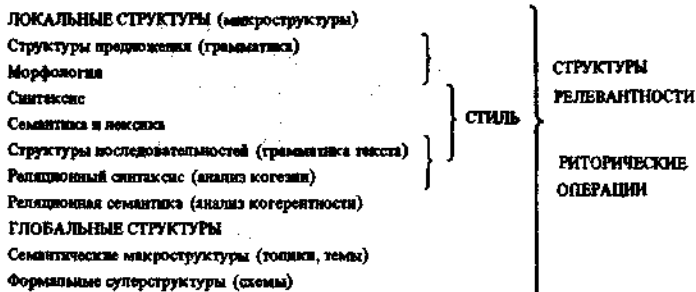 ЛОКАЛЬНЫЕ СТРУКТУРЫ (микроструктуры)
Структуры предложения (грамматика)
Морфология
Синтаксис
Семантика и лексика
Структуры последовательностей (грамматика текста)
Реляционный синтаксис (анализ когезии)
Реляционная семантика (анализ когерентности)
ГЛОБАЛЬНЫЕ СТРУКТУРЫ
Семантические макроструктуры (топики, темы)
Формальные суперструктуры (схемы)
СТИЛЬ
СТРУКТУРЫ
РЕЛЕВАНТНОСТИ
РИТОРИЧЕСКИЕ
ОПЕРАЦИИ